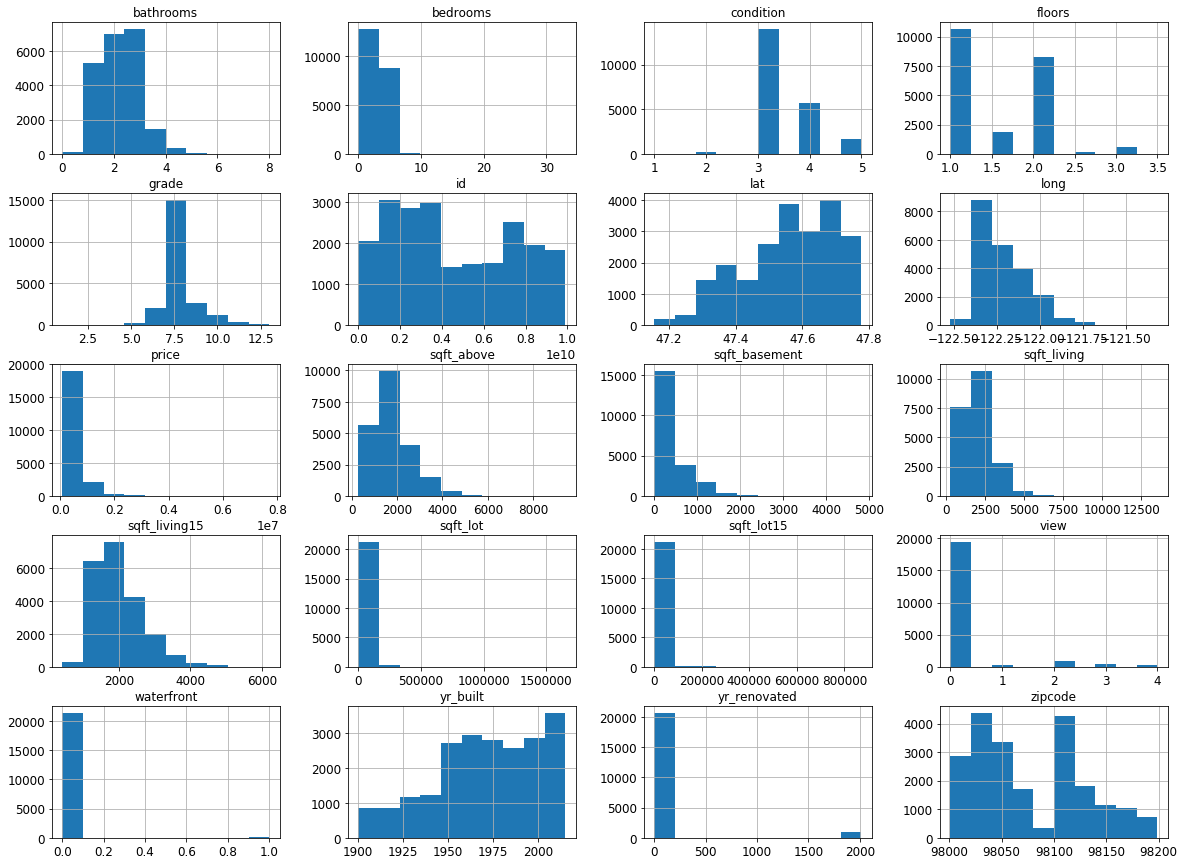 bathrooms
6000
4000
2000
0
0 2 4 6 8
bedrooms
10000
5000
0
0 10 20 30
condition
10000
5000
0
1 2 3 4 5
floors
10000
7500
5000
2500
0
1.0 1.5 2.0 2.5 3.0 3.5
grade
15000
10000
5000
0
2.5 5.0 7.5 10.0 12.5
id
3000
2000
1000
0
0.0 0.2 0.4 0.6 0.8 1.0
1e10
lat
4000
3000
2000
1000
0
47.2 47.4 47.6 47.8
long
8000
6000
4000
2000
0
−122.50 −122.25 −122.00 −121.75 −121.50
price
20000
15000
10000
5000
0
0.0 0.2 0.4 0.6 0.8
1e7
sqft_above
10000
7500
5000
2500
0
0 2000 4000 6000 8000
sqft_basement
15000
10000
5000
0
0 1000 2000 3000 4000 5000
sqft_living
10000
7500
5000
2500
0
0 2500 5000 7500 10000 12500
sqft_living15
6000
4000
2000
0
2000 4000 6000
sqft_lot
20000
15000
10000
5000
0
0 500000 1000000 1500000
sqft_lot15
20000
15000
10000
5000
0
0 200000 400000 600000 800000
view
20000
15000
10000
5000
0
0 1 2 3 4
waterfront
20000
15000
10000
5000
0
0.0 0.2 0.4 0.6 0.8 1.0
yr_built
3000
2000
1000
0
1900 1925 1950 1975 2000
yr_renovated
20000
15000
10000
5000
0
0 500 1000 1500 2000
zipcode
4000
3000
2000
1000
0
98000 98050 98100 98150 98200